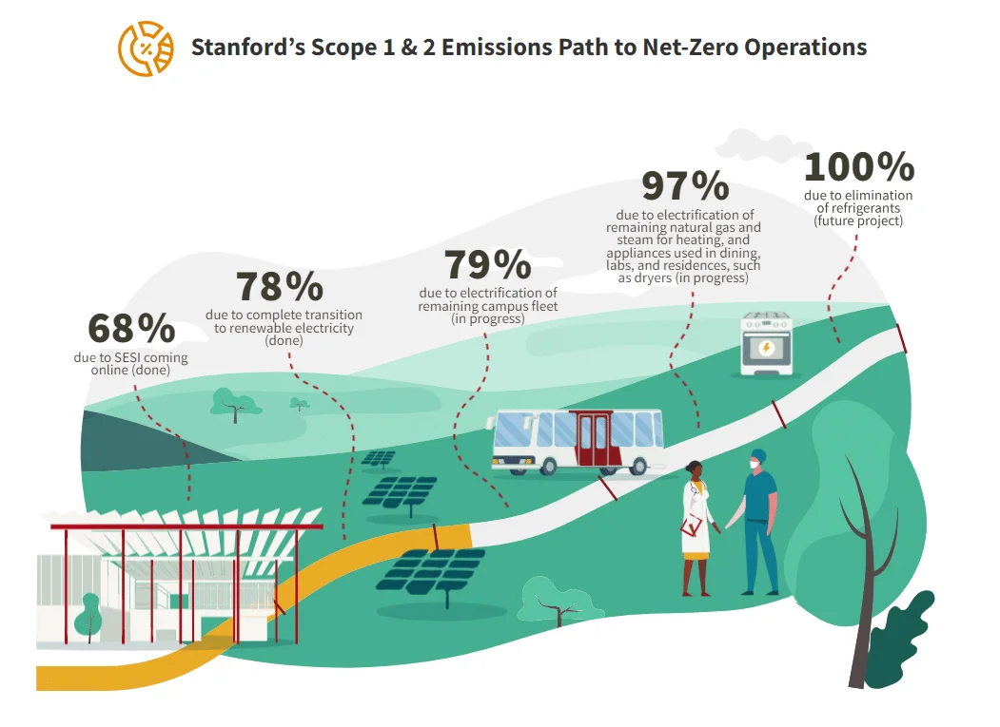 Stanford's Scope 1 & 2 Emissions Path to Net-Zero Operations
68%
due to SESI coming
online (done)
78%
due to complete transition
to renewable electricity
(done)
79%
due to electrification of
remaining campus fleet
(in progress)
97%
due to electrification of
remaining natural gas and
steam for heating, and
appliances used in dining,
labs, and residences, such
as dryers (in progress)
100%
due to elimination
of refrigerants
(future project)